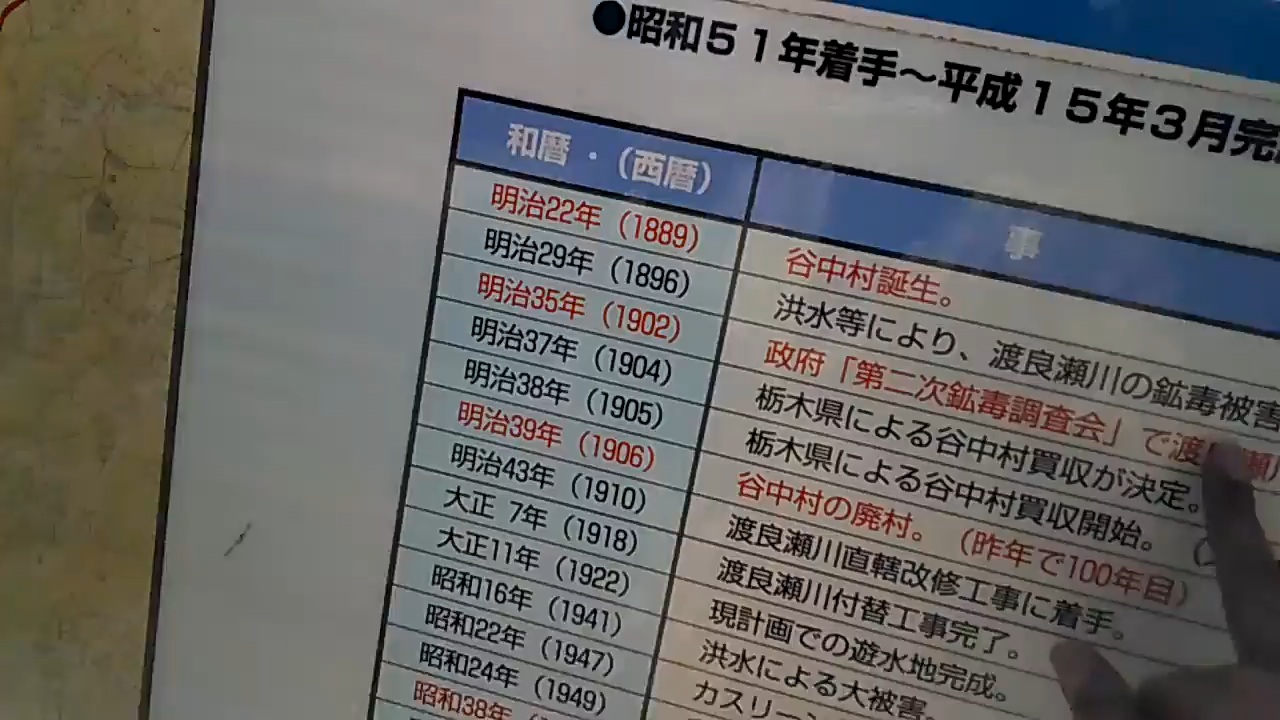 ●昭和５１年着手～平成１５年３月完
和暦・（西暦）
事
明治22年（1889）
谷中村誕生。
明治29年（1896）
洪水等により、渡良瀬川の鉱毒被害
明治35年（1902）
政府「第二次鉱毒調査会」で渡
明治37年（1904）
栃木県による谷中村買収が決定。
明治38年（1905）
栃木県による谷中村買収開始。（
明治39年（1906）
谷中村の廃村。（昨年で100年目）
明治43年（1910）
渡良瀬川直轄改修工事に着手。
大正 7年（1918）
渡良瀬川付替工事完了。
大正11年（1922）
現計画での遊水地完成。
昭和16年（1941）
洪水による大被害。
昭和22年（1947）
カスリーン
昭和24年（1949）
昭和38年